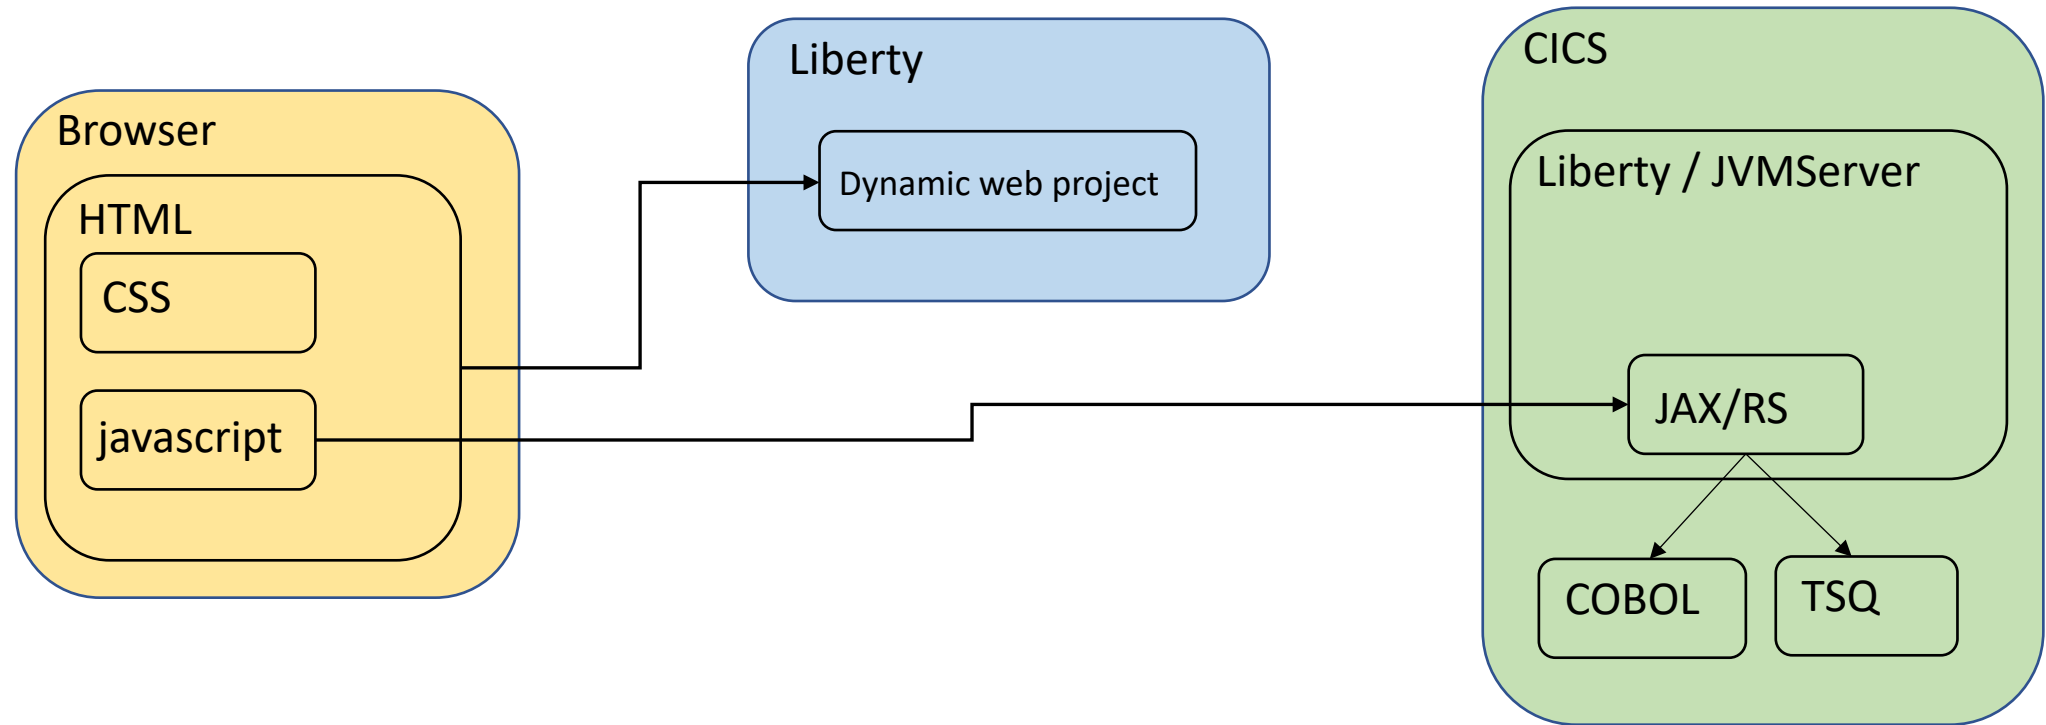 Browser
HTML
CSS
javascript
Liberty
Dynamic web project
CICS
Liberty / JVMServer
JAX/RS
COBOL
TSQ